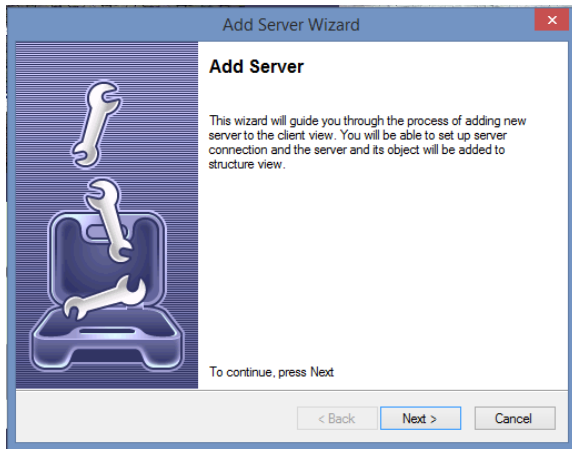 Add Server Wizard
Add Server
This wizard will guide you through the process of adding new
server to the client view. You will be able to set up server
connection and the server and its object will be added to
structure view.
To continue, press Next
< Back
Next >
Cancel